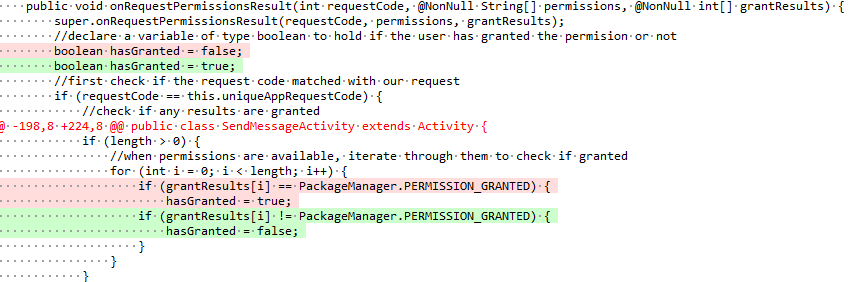 public void onRequestPermissionsResult(int requestCode, @NonNull String[] permissions, @NonNull int[] grantResults) {
super.onRequestPermissionsResult(requestCode, permissions, grantResults);
//declare a variable of type boolean to hold if the user has granted the permision or not
boolean hasGranted = false;
boolean hasGranted = true;
//first check if the request code matched with our request
if (requestCode == this.uniqueAppRequestCode) {
//check if any results are granted
@ -198,8 +224,8 @@ public class SendMessageActivity extends Activity {
if (length > 0) {
//when permissions are available, iterate through them to check if granted
for (int i = 0; i < length; i++) {
if (grantResults[i] == PackageManager.PERMISSION_GRANTED) {
hasGranted = true;
if (grantResults[i] != PackageManager.PERMISSION_GRANTED) {
hasGranted = false;
}
}
}